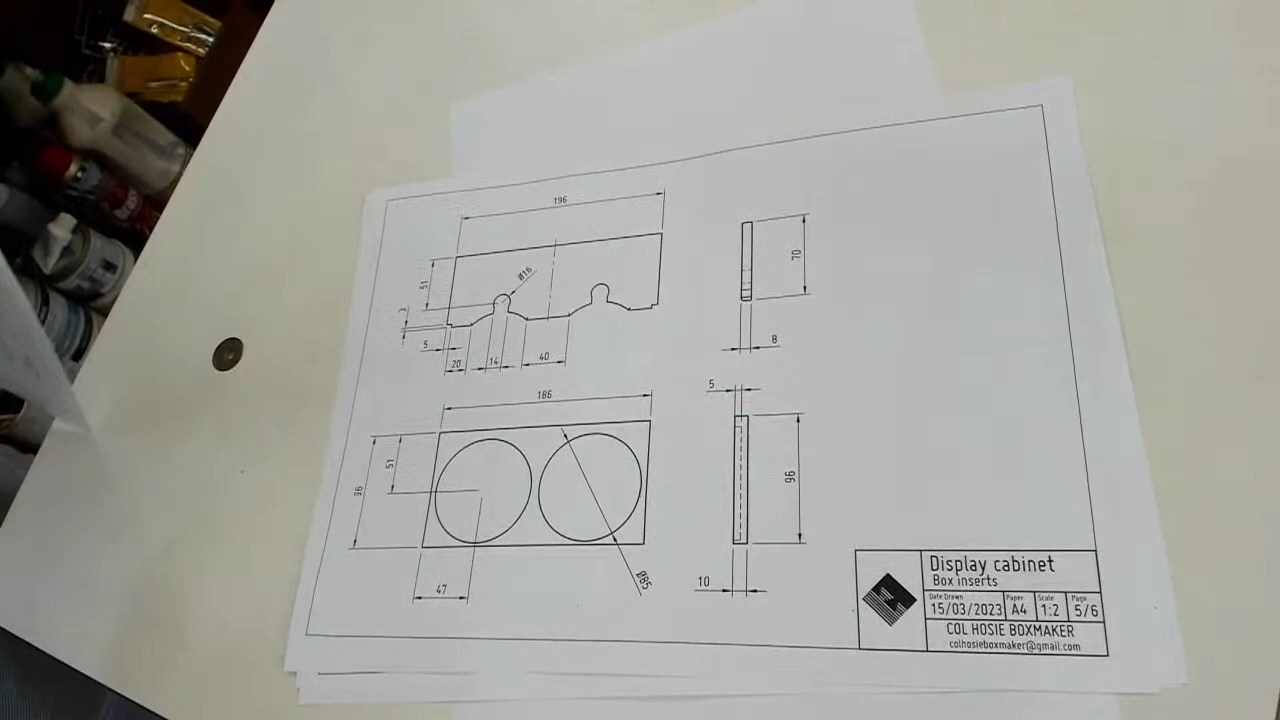 196
51
Ø16
3
5
20
14
40
70
8
186
96
51
47
Ø85
5
96
10
Display cabinet
Box inserts
Date Drawn Paper Scale Page
15/03/2023 A4 1:2 5/6
COL HOSIE BOXMAKER
colhosieboxmaker@gmail.com